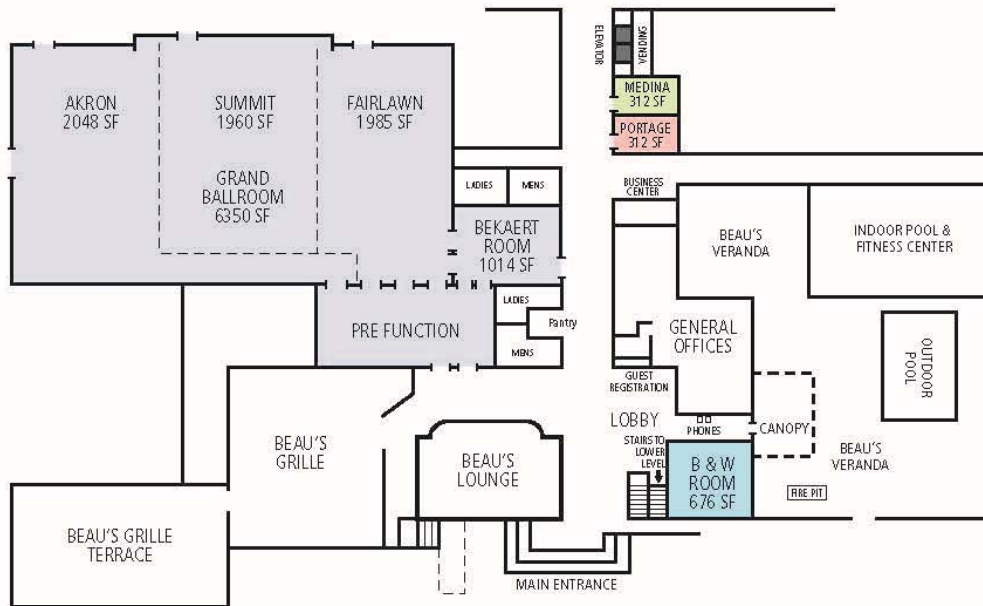 ELEVATOR
VENDING
MEDINA
312 SF
PORTAGE
312 SF
AKRON
2048 SF
SUMMIT
1960 SF
FAIRLAWN
1985 SF
GRAND
BALLROOM
6350 SF
LADIES
MENS
BEKAERT
ROOM
1014 SF
BUSINESS
CENTER
BEAU'S
VERANDA
INDOOR POOL &
FITNESS CENTER
LADIES
Pantry
MENS
PRE FUNCTION
GENERAL
OFFICES
OUTDOOR
POOL
GUEST
REGISTRATION
LOBBY
PHONES
CANOPY
STAIRS TO
LOWER
LEVEL
B & W
ROOM
676 SF
BEAU'S
VERANDA
FIRE PIT
BEAU'S
GRILLE
BEAU'S
LOUNGE
BEAU'S GRILLE
TERRACE
MAIN ENTRANCE